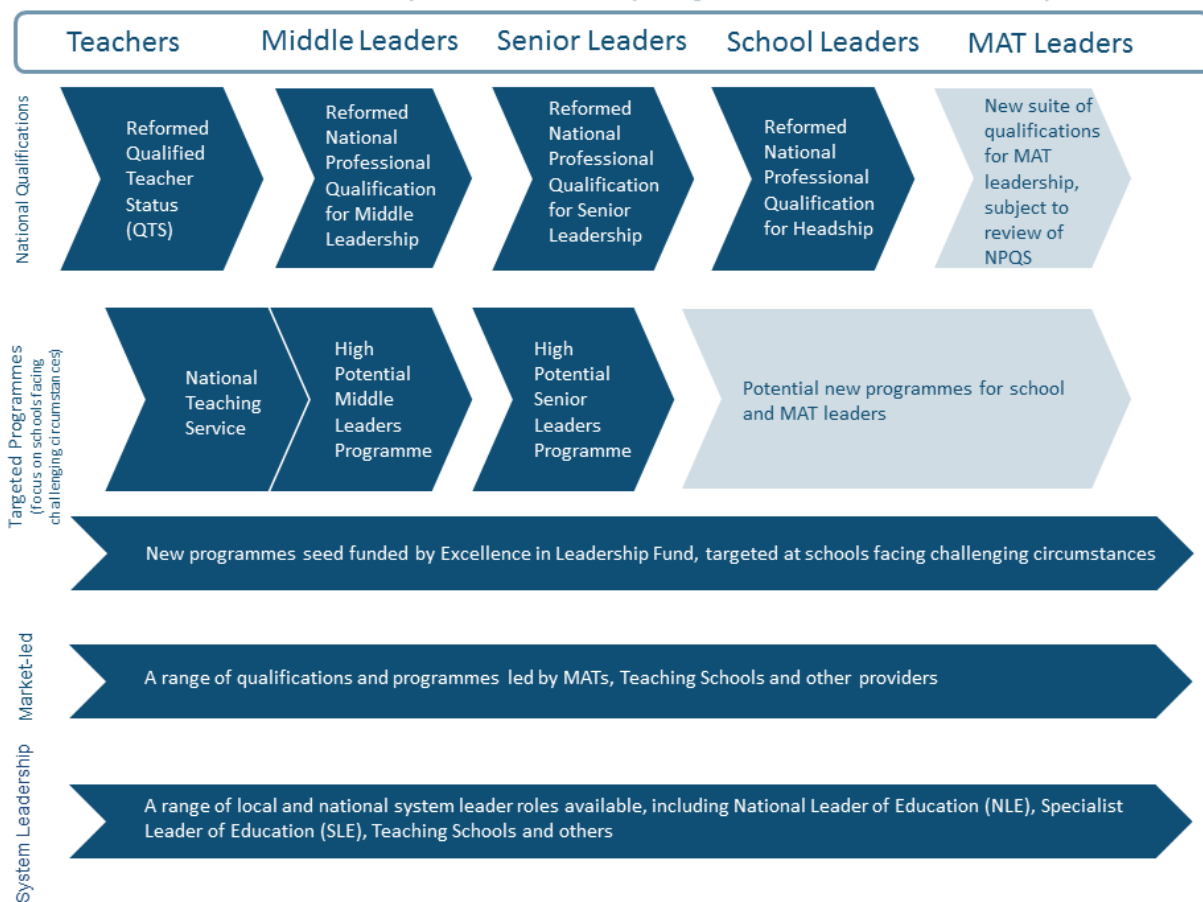 Teachers
Middle Leaders
Senior Leaders
School Leaders
MAT Leaders
National Qualifications
Reformed
Qualified
Teacher
Status
(QTS)
Reformed
National
Professional
Qualification
for Middle
Leadership
Reformed
National
Professional
Qualification
for Senior
Leadership
Reformed
National
Professional
Qualification
for Headship
New suite of
qualifications
for MAT
leadership,
subject to
review of
NPQS
Targeted Programmes
(focus on schools facing
challenging circumstances)
National
Teaching
Service
High
Potential
Middle
Leaders
Programme
High
Potential
Senior
Leaders
Programme
Potential new programmes for school
and MAT leaders
New programmes seed funded by Excellence in Leadership Fund, targeted at schools facing challenging circumstances
Market-led
A range of qualifications and programmes led by MATs, Teaching Schools and other providers
System Leadership
A range of local and national system leader roles available, including National Leader of Education (NLE), Specialist
Leader of Education (SLE), Teaching Schools and others